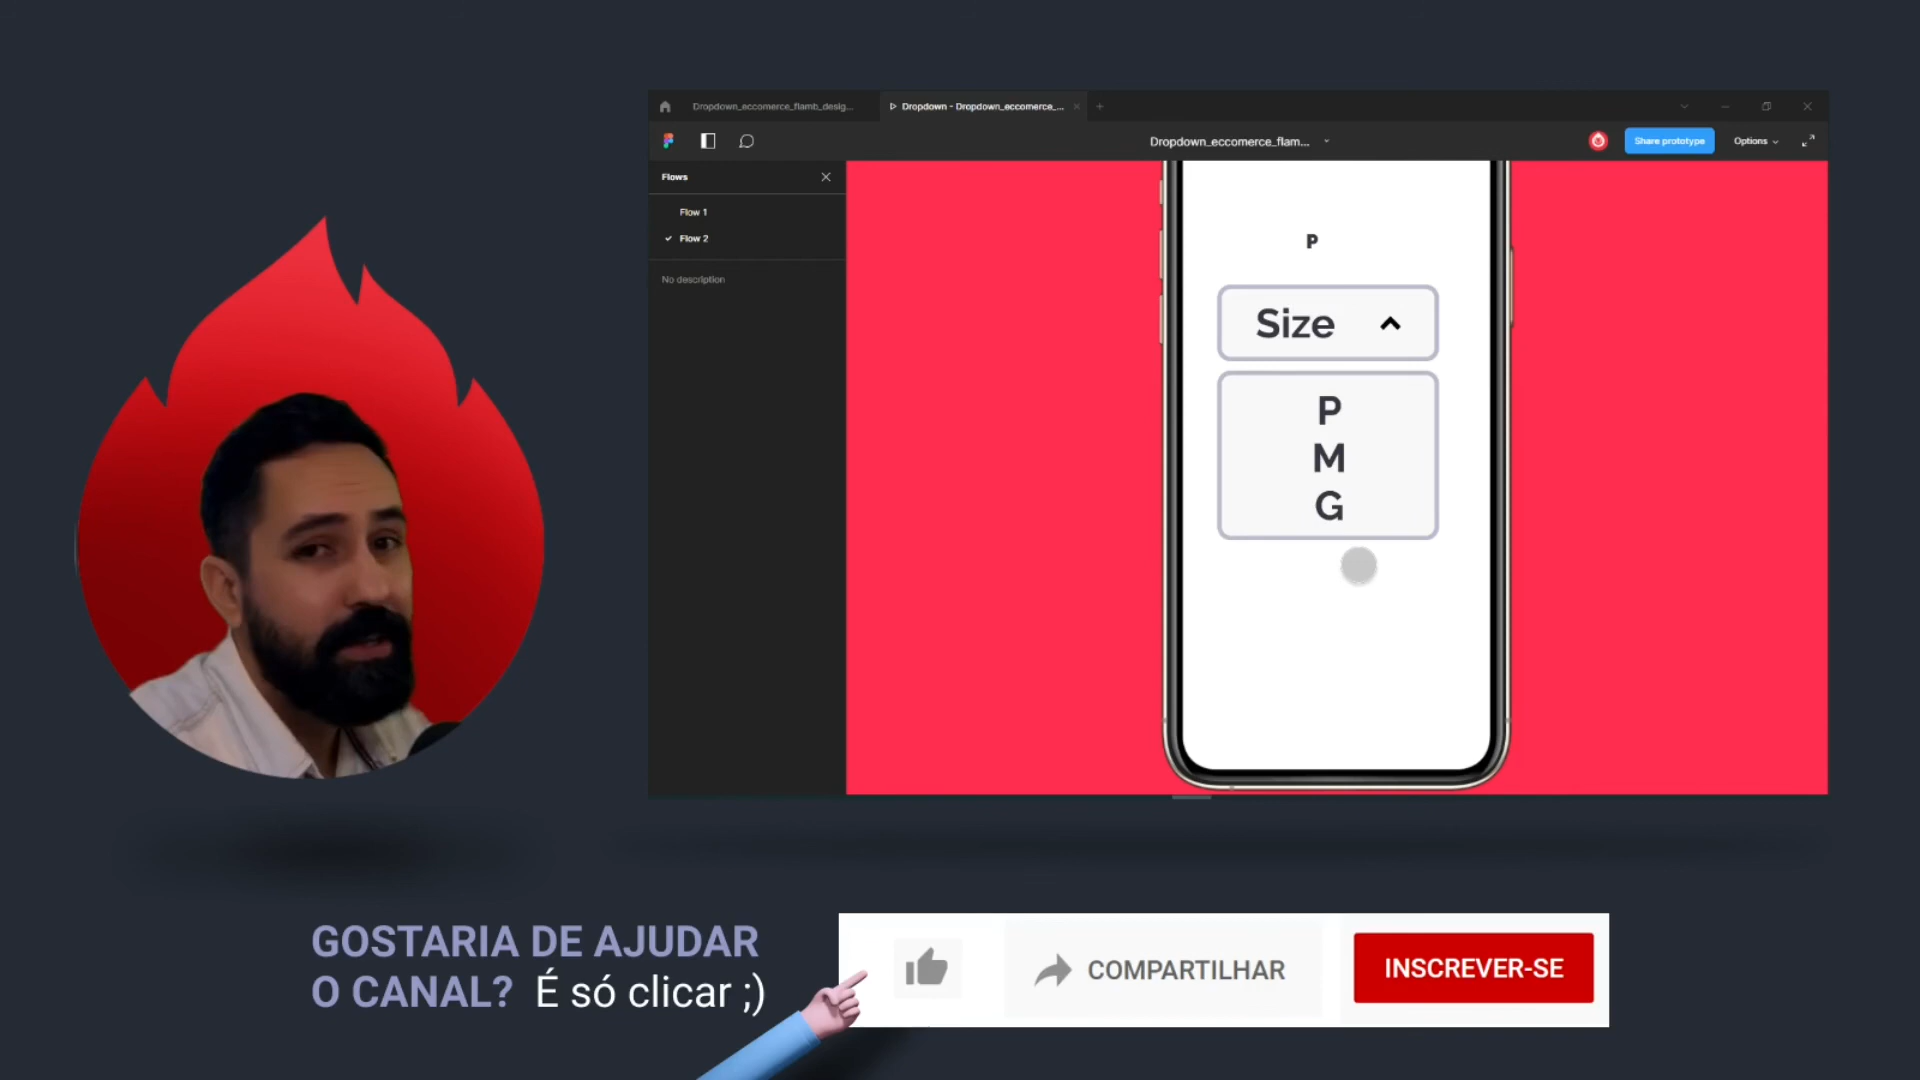 Dropdown_eccomerce_flamb_desig...
Dropdown - Dropdown_eccomerce_...
Dropdown_eccomerce_flam...
Share prototype
Options
Flows
Flow 1
Flow 2
No description
P
Size
P
M
G
GOSTARIA DE AJUDAR
O CANAL? É só clicar ;)
COMPARTILHAR
INSCREVER-SE